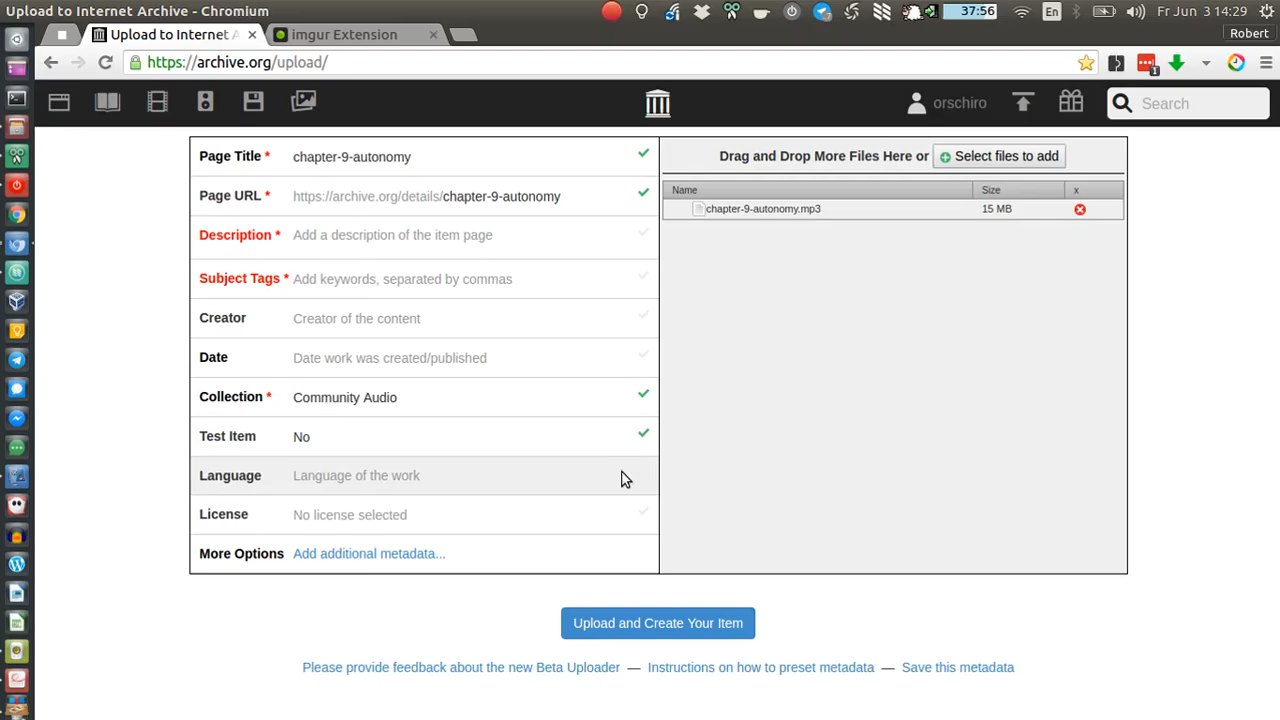 Upload to Internet Archive - Chromium
37:56
En
Fr Jun 3 14:29
Upload to Internet A
imgur Extension
Robert
https://archive.org/upload/
1
orschiro
Search
Page Title * chapter-9-autonomy
Page URL * https://archive.org/details/chapter-9-autonomy
Description * Add a description of the item page
Subject Tags * Add keywords, separated by commas
Creator Creator of the content
Date Date work was created/published
Collection * Community Audio
Test Item No
Language Language of the work
License No license selected
More Options Add additional metadata...
Drag and Drop More Files Here or Select files to add
Name Size x
chapter-9-autonomy.mp3 15 MB
Upload and Create Your Item
Please provide feedback about the new Beta Uploader — Instructions on how to preset metadata — Save this metadata